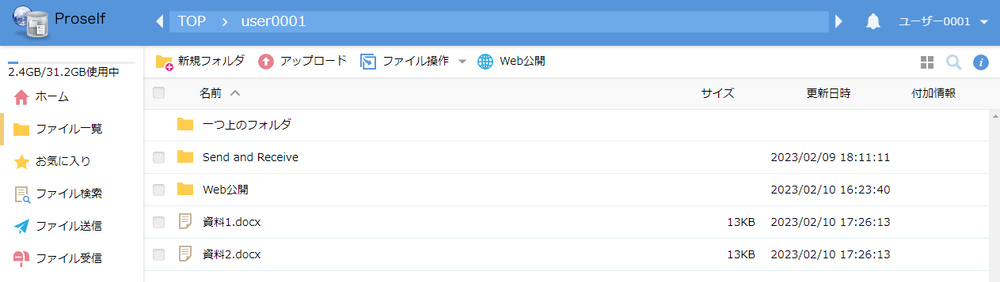 Proself
TOP > user0001
ユーザー0001
2.4GB/31.2GB使用中
ホーム
ファイル一覧
お気に入り
ファイル検索
ファイル送信
ファイル受信
新規フォルダ アップロード ファイル操作 Web公開
名前 サイズ 更新日時 付加情報
一つ上のフォルダ
Send and Receive 2023/02/09 18:11:11
Web公開 2023/02/10 16:23:40
資料1.docx 13KB 2023/02/10 17:26:13
資料2.docx 13KB 2023/02/10 17:26:13